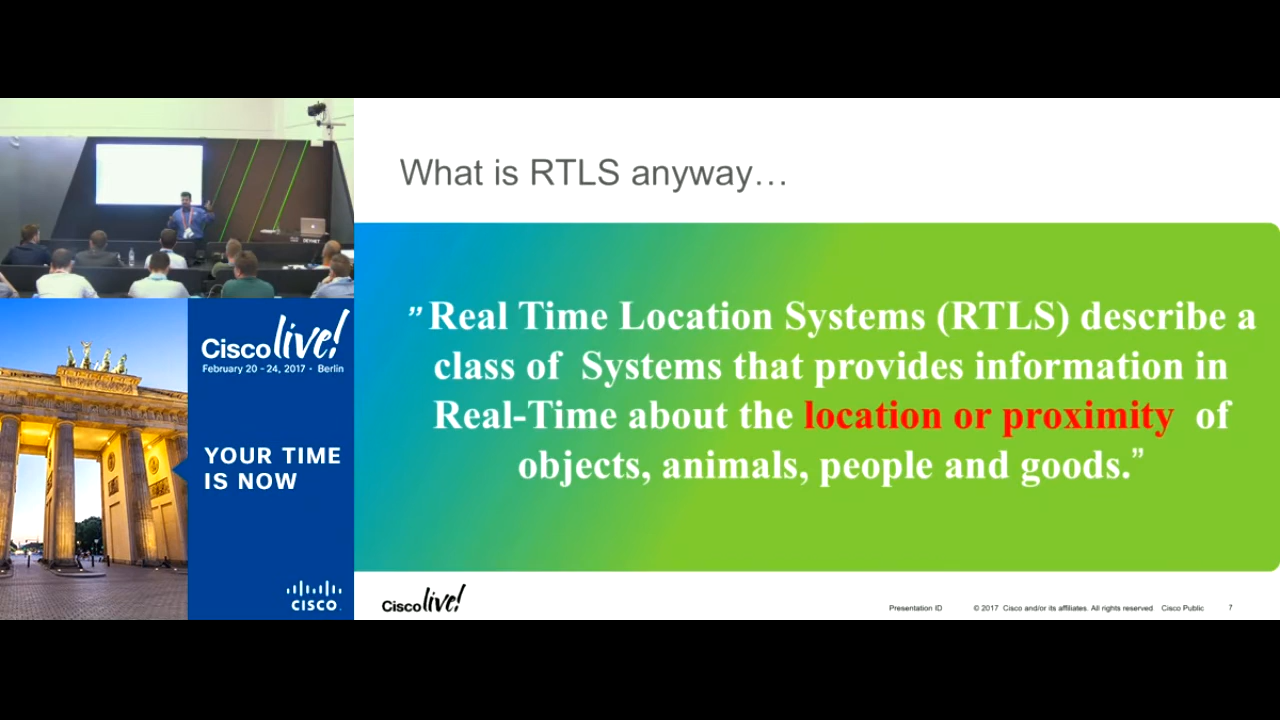 What is RTLS anyway…
”Real Time Location Systems (RTLS) describe a
class of Systems that provides information in
Real-Time about the location or proximity of
objects, animals, people and goods.”
DEVNET
Cisco live!
February 20 - 24, 2017 · Berlin
YOUR TIME
IS NOW
CISCO
Cisco live!
Presentation ID © 2017 Cisco and/or its affiliates. All rights reserved Cisco Public 7